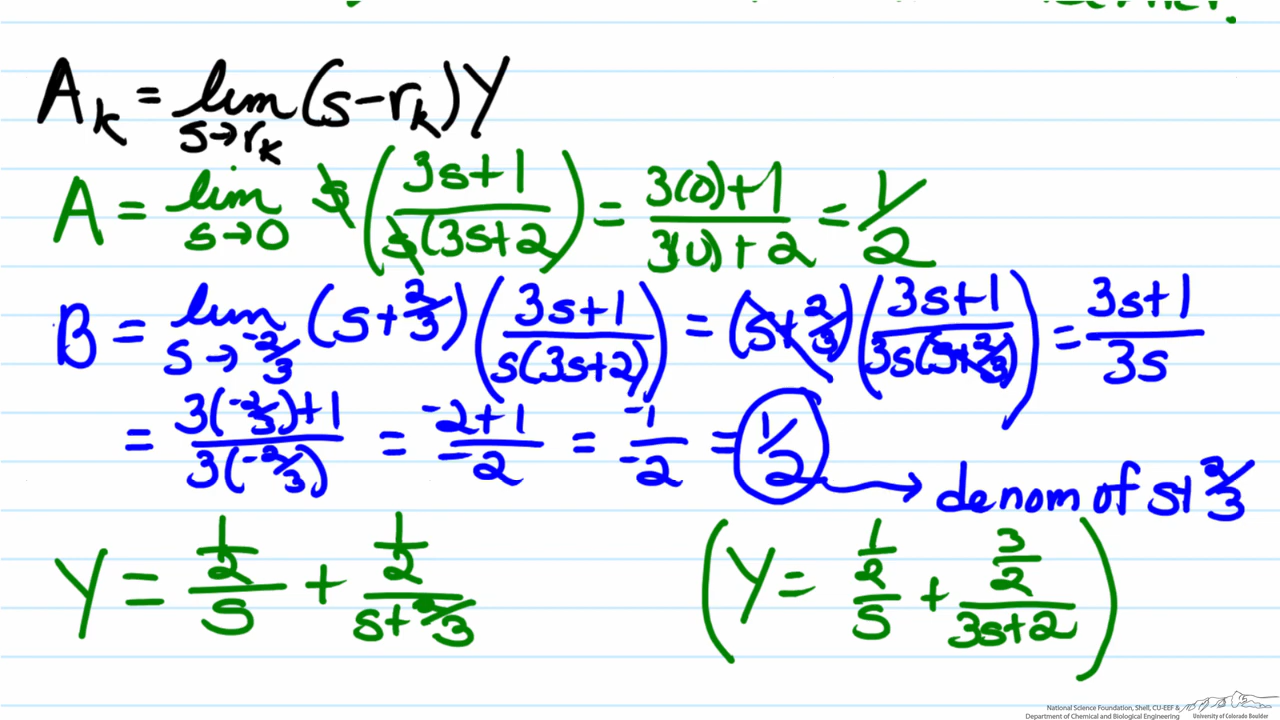 A_k = lim_{s→r_k} (s-r_k)Y
A = lim_{s→0} s((3s+1)/(s(3s+2))) = (3(0)+1)/(3(0)+2) = 1/2
B = lim_{s→-2/3} (s+2/3)((3s+1)/(s(3s+2))) = (s+2/3)((3s+1)/(3s(s+2/3))) = (3s+1)/(3s)
= (3(-2/3)+1)/(3(-2/3)) = (-2+1)/(-2) = (-1)/(-2) = 1/2 → denom of s+2/3
Y = (1/2)/s + (1/2)/(s+2/3) (Y = (1/2)/s + (3/2)/(3s+2))
National Science Foundation, Shell, CU-EEF &
Department of Chemical and Biological Engineering
University of Colorado Boulder